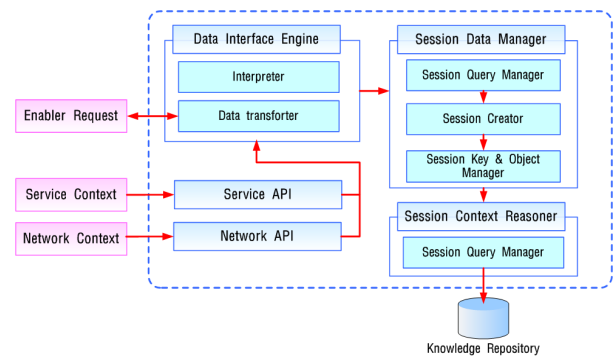 Data Interface Engine
Interpreter
Data transforter
Enabler Request
Service Context
Network Context
Service API
Network API
Session Data Manager
Session Query Manager
Session Creator
Session Key & Object
Manager
Session Context Reasoner
Session Query Manager
Knowledge Repository